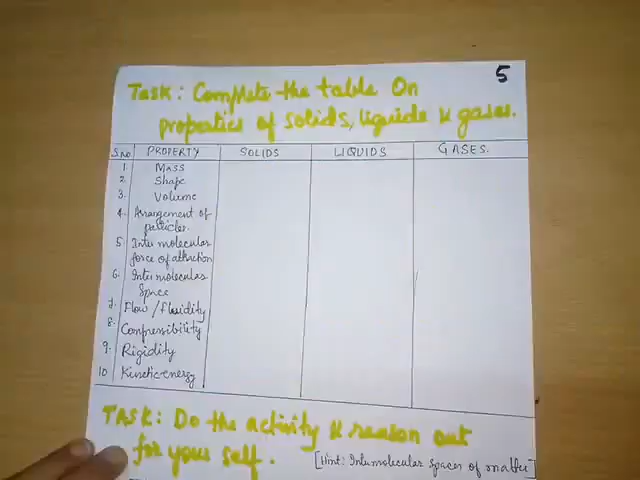 5
Task: Complete the table On
properties of solids, liquids & gases.
S.no PROPERTY SOLIDS LIQUIDS GASES.
1. Mass
2. Shape
3. Volume
4. Arrangement of
particles.
5 Inter molecular
force of attraction
6. Inter molecular
Space
7. Flow/fluidity
8. Compressibility
9. Rigidity
10 Kinetic energy
TASK: Do the activity & reason out
for your self.
[Hint: Intermolecular Spaces of matter]